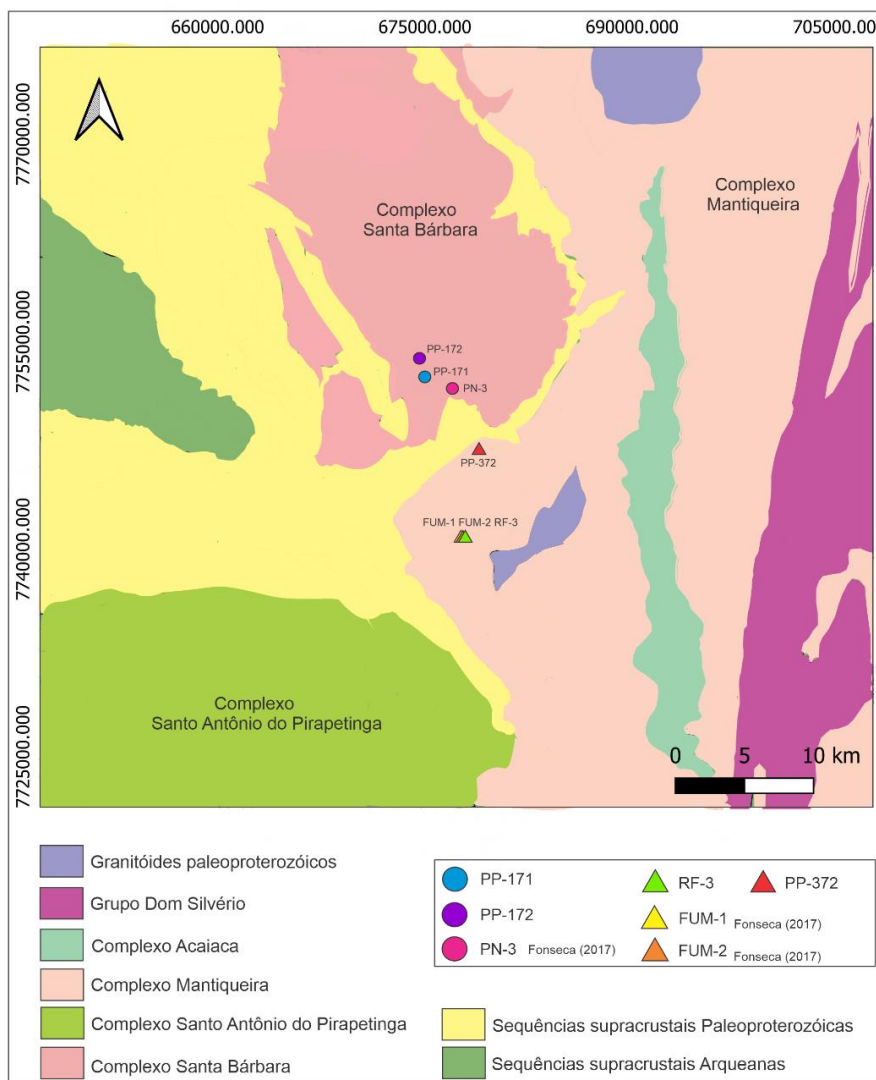 660000.000 675000.000 690000.000 705000.000
7770000.000
7755000.000
7740000.000
7725000.000
Complexo
Santa Bárbara
Complexo
Mantiqueira
PP-172
PP-171
PN-3
PP-372
FUM-1 FUM-2 RF-3
Complexo
Santo Antônio do Pirapetinga
0 5 10 km
Granitóides paleoproterozóicos
Grupo Dom Silvério
Complexo Acaiaca
Complexo Mantiqueira
Complexo Santo Antônio do Pirapetinga
Complexo Santa Bárbara
PP-171
PP-172
PN-3 Fonseca (2017)
RF-3
FUM-1 Fonseca (2017)
FUM-2 Fonseca (2017)
PP-372
Sequências supracrustais Paleoproterozóicas
Sequências supracrustais Arqueanas